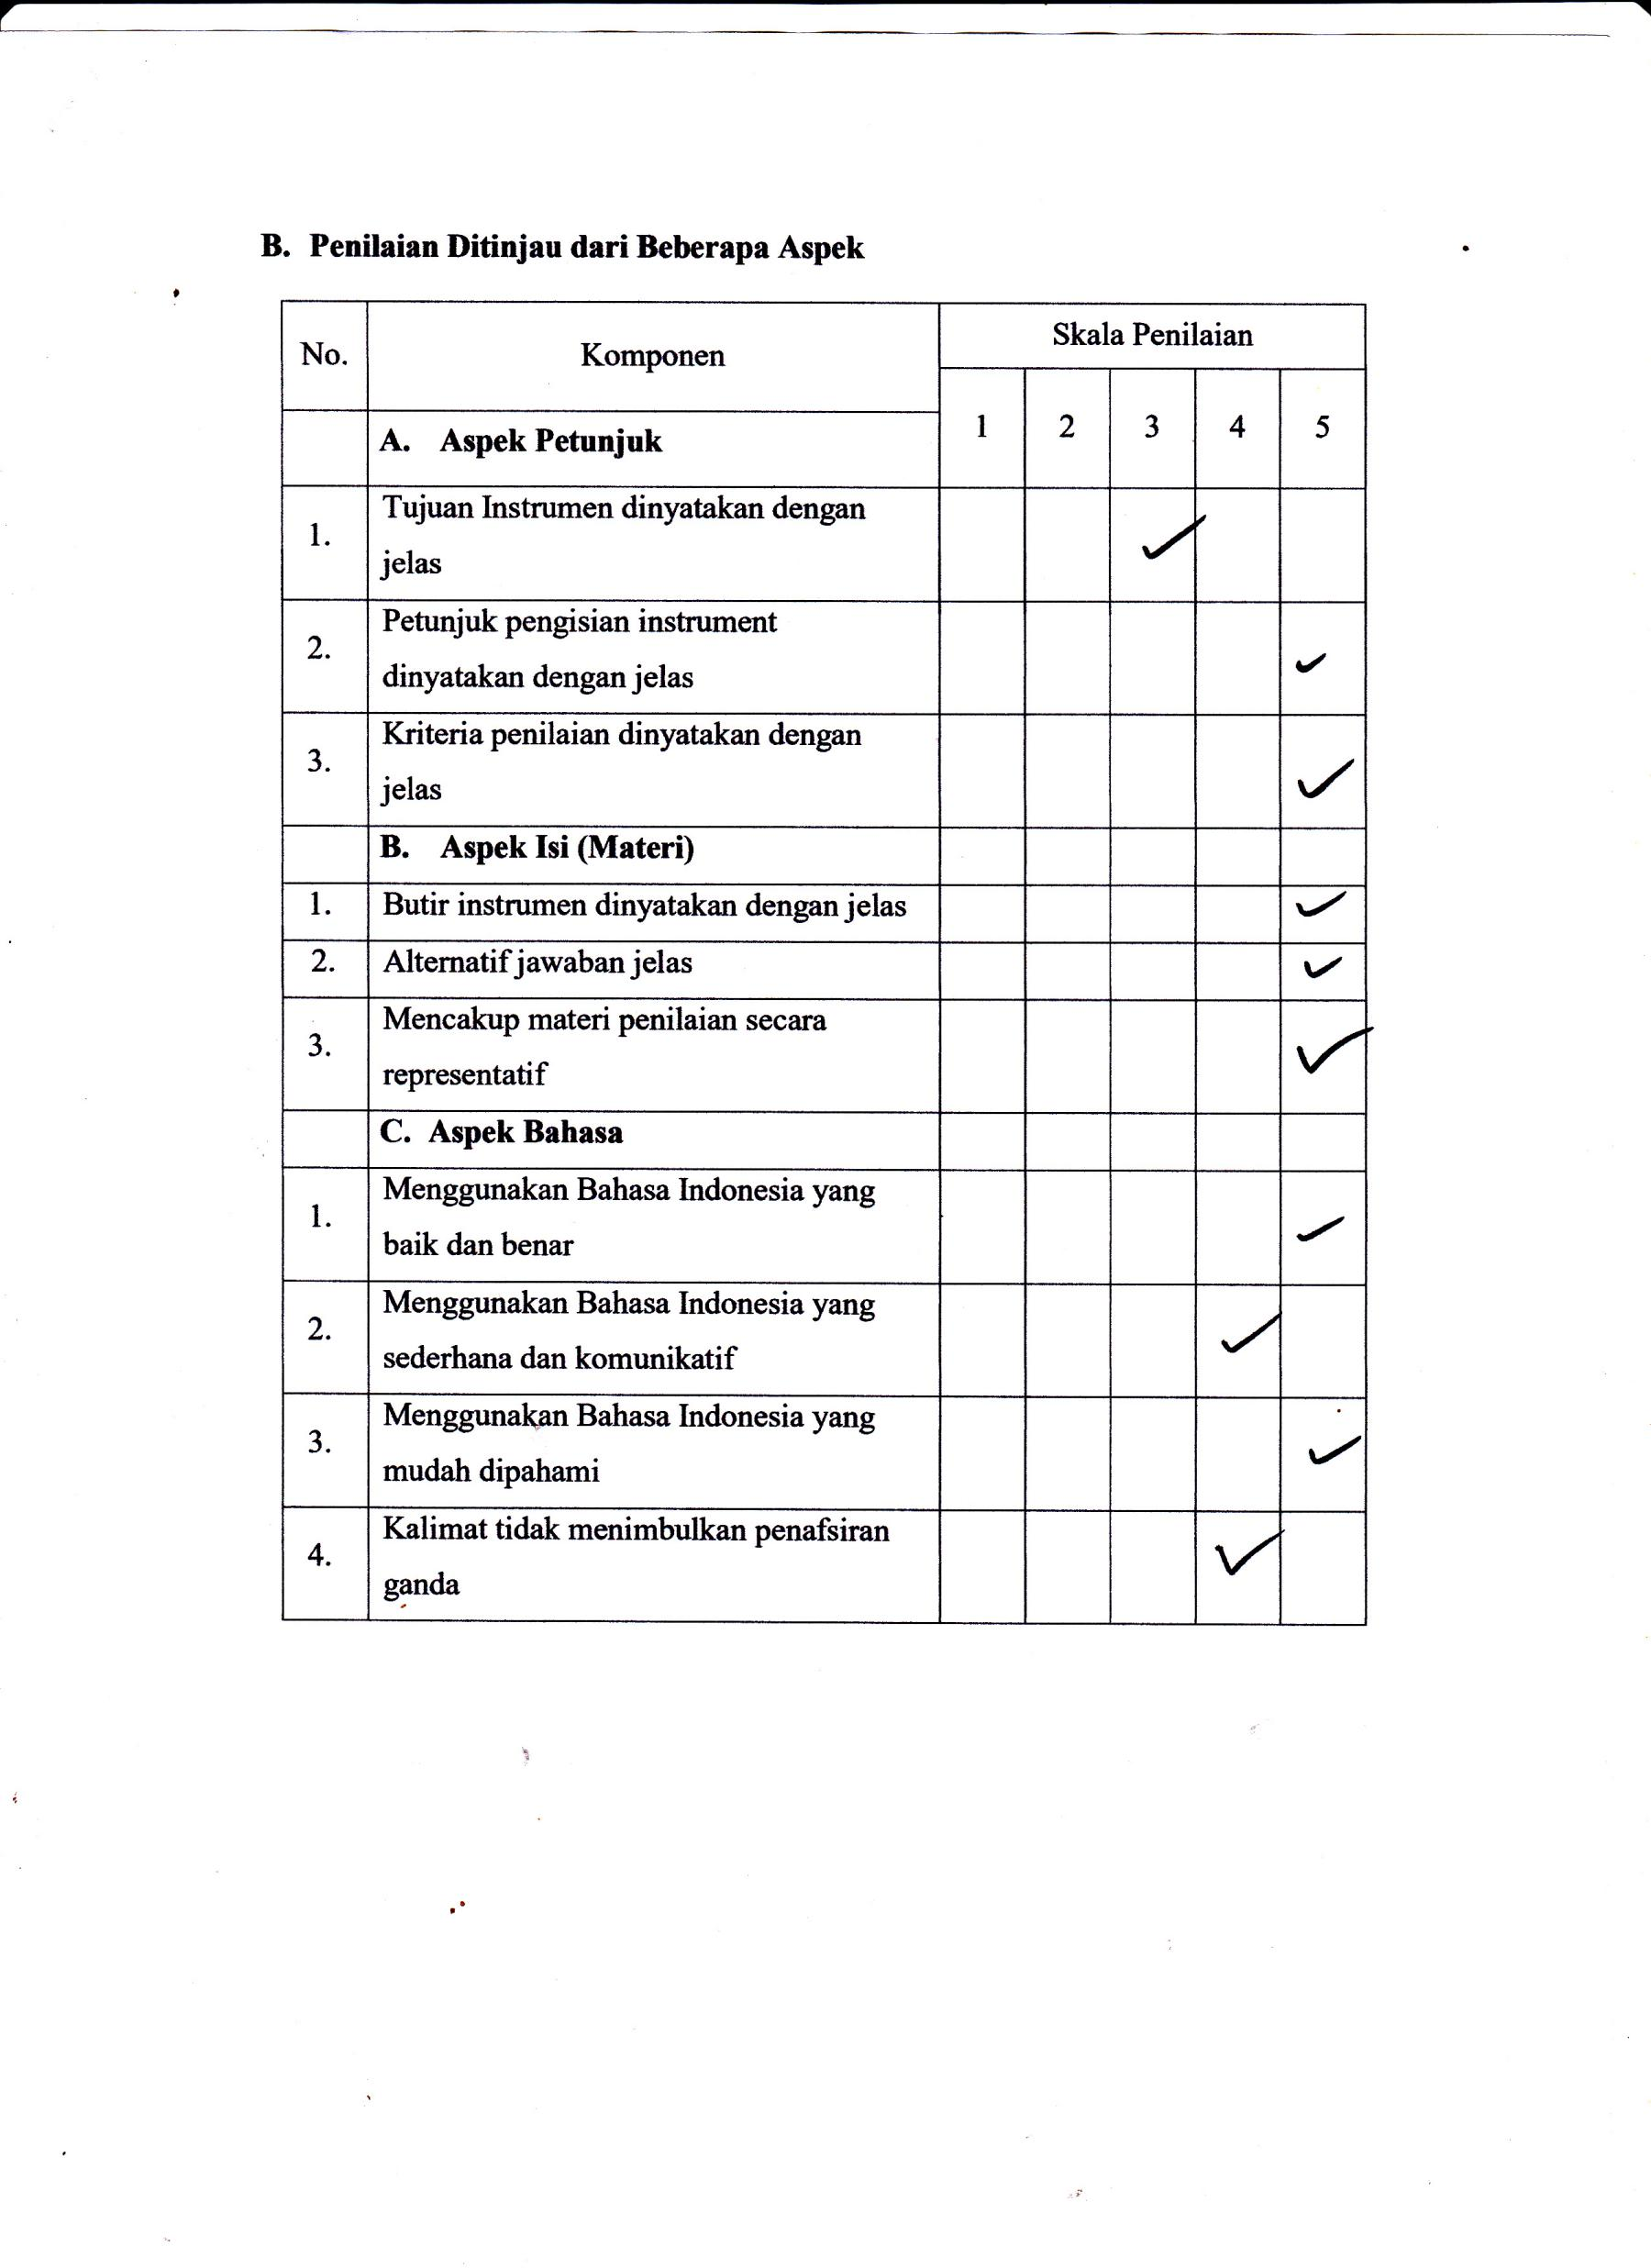 B. Penilaian Ditinjau dari Beberapa Aspek
No.
Komponen
Skala Penilaian
1 2 3 4 5
A. Aspek Petunjuk
1. Tujuan Instrumen dinyatakan dengan
jelas ✓
2. Petunjuk pengisian instrument
dinyatakan dengan jelas ✓
3. Kriteria penilaian dinyatakan dengan
jelas ✓
B. Aspek Isi (Materi)
1. Butir instrumen dinyatakan dengan jelas ✓
2. Alternatif jawaban jelas ✓
3. Mencakup materi penilaian secara
representatif ✓
C. Aspek Bahasa
1. Menggunakan Bahasa Indonesia yang
baik dan benar ✓
2. Menggunakan Bahasa Indonesia yang
sederhana dan komunikatif ✓
3. Menggunakan Bahasa Indonesia yang
mudah dipahami ✓
4. Kalimat tidak menimbulkan penafsiran
ganda ✓